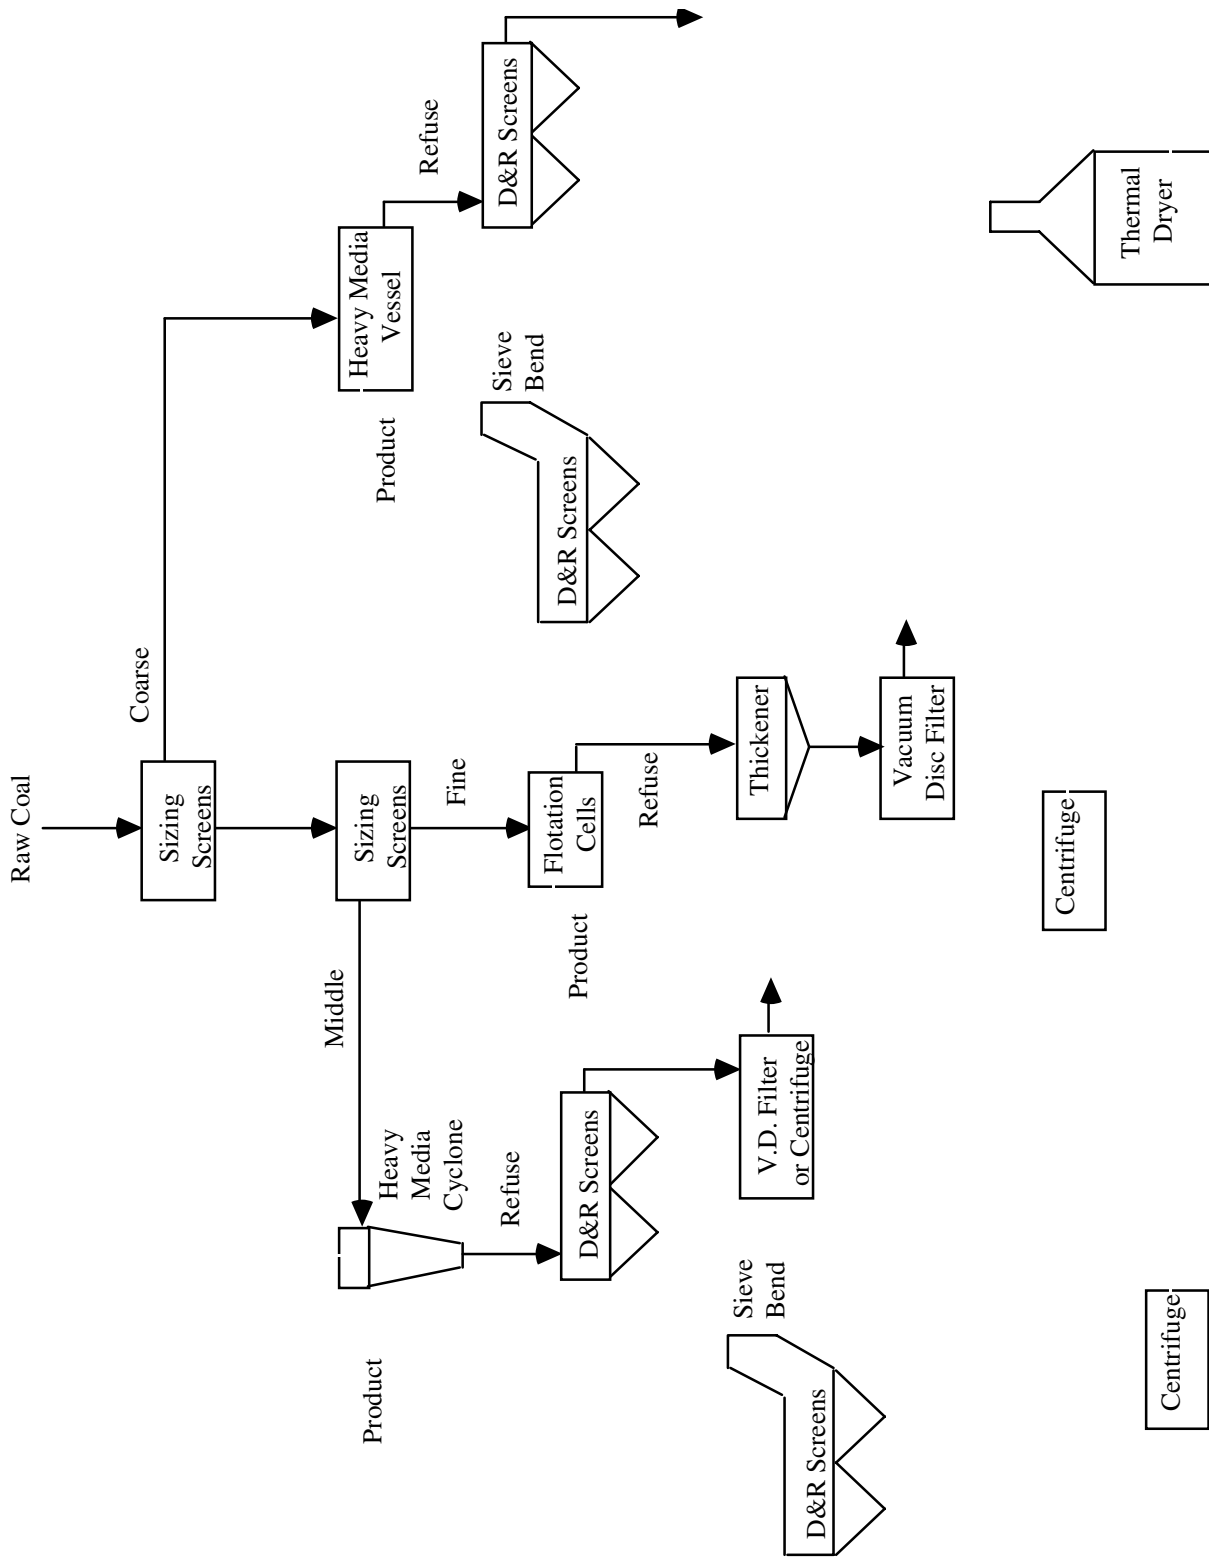 Raw Coal
Sizing
Screens
Coarse
Sizing
Screens
Middle
Fine
Heavy Media
Vessel
Refuse
Product
D&R Screens
Sieve
Bend
D&R Screens
Flotation
Cells
Refuse
Product
Thickener
Vacuum
Disc Filter
Heavy
Media
Cyclone
Refuse
Product
D&R Screens
V.D. Filter
or Centrifuge
Sieve
Bend
D&R Screens
Centrifuge
Centrifuge
Thermal
Dryer